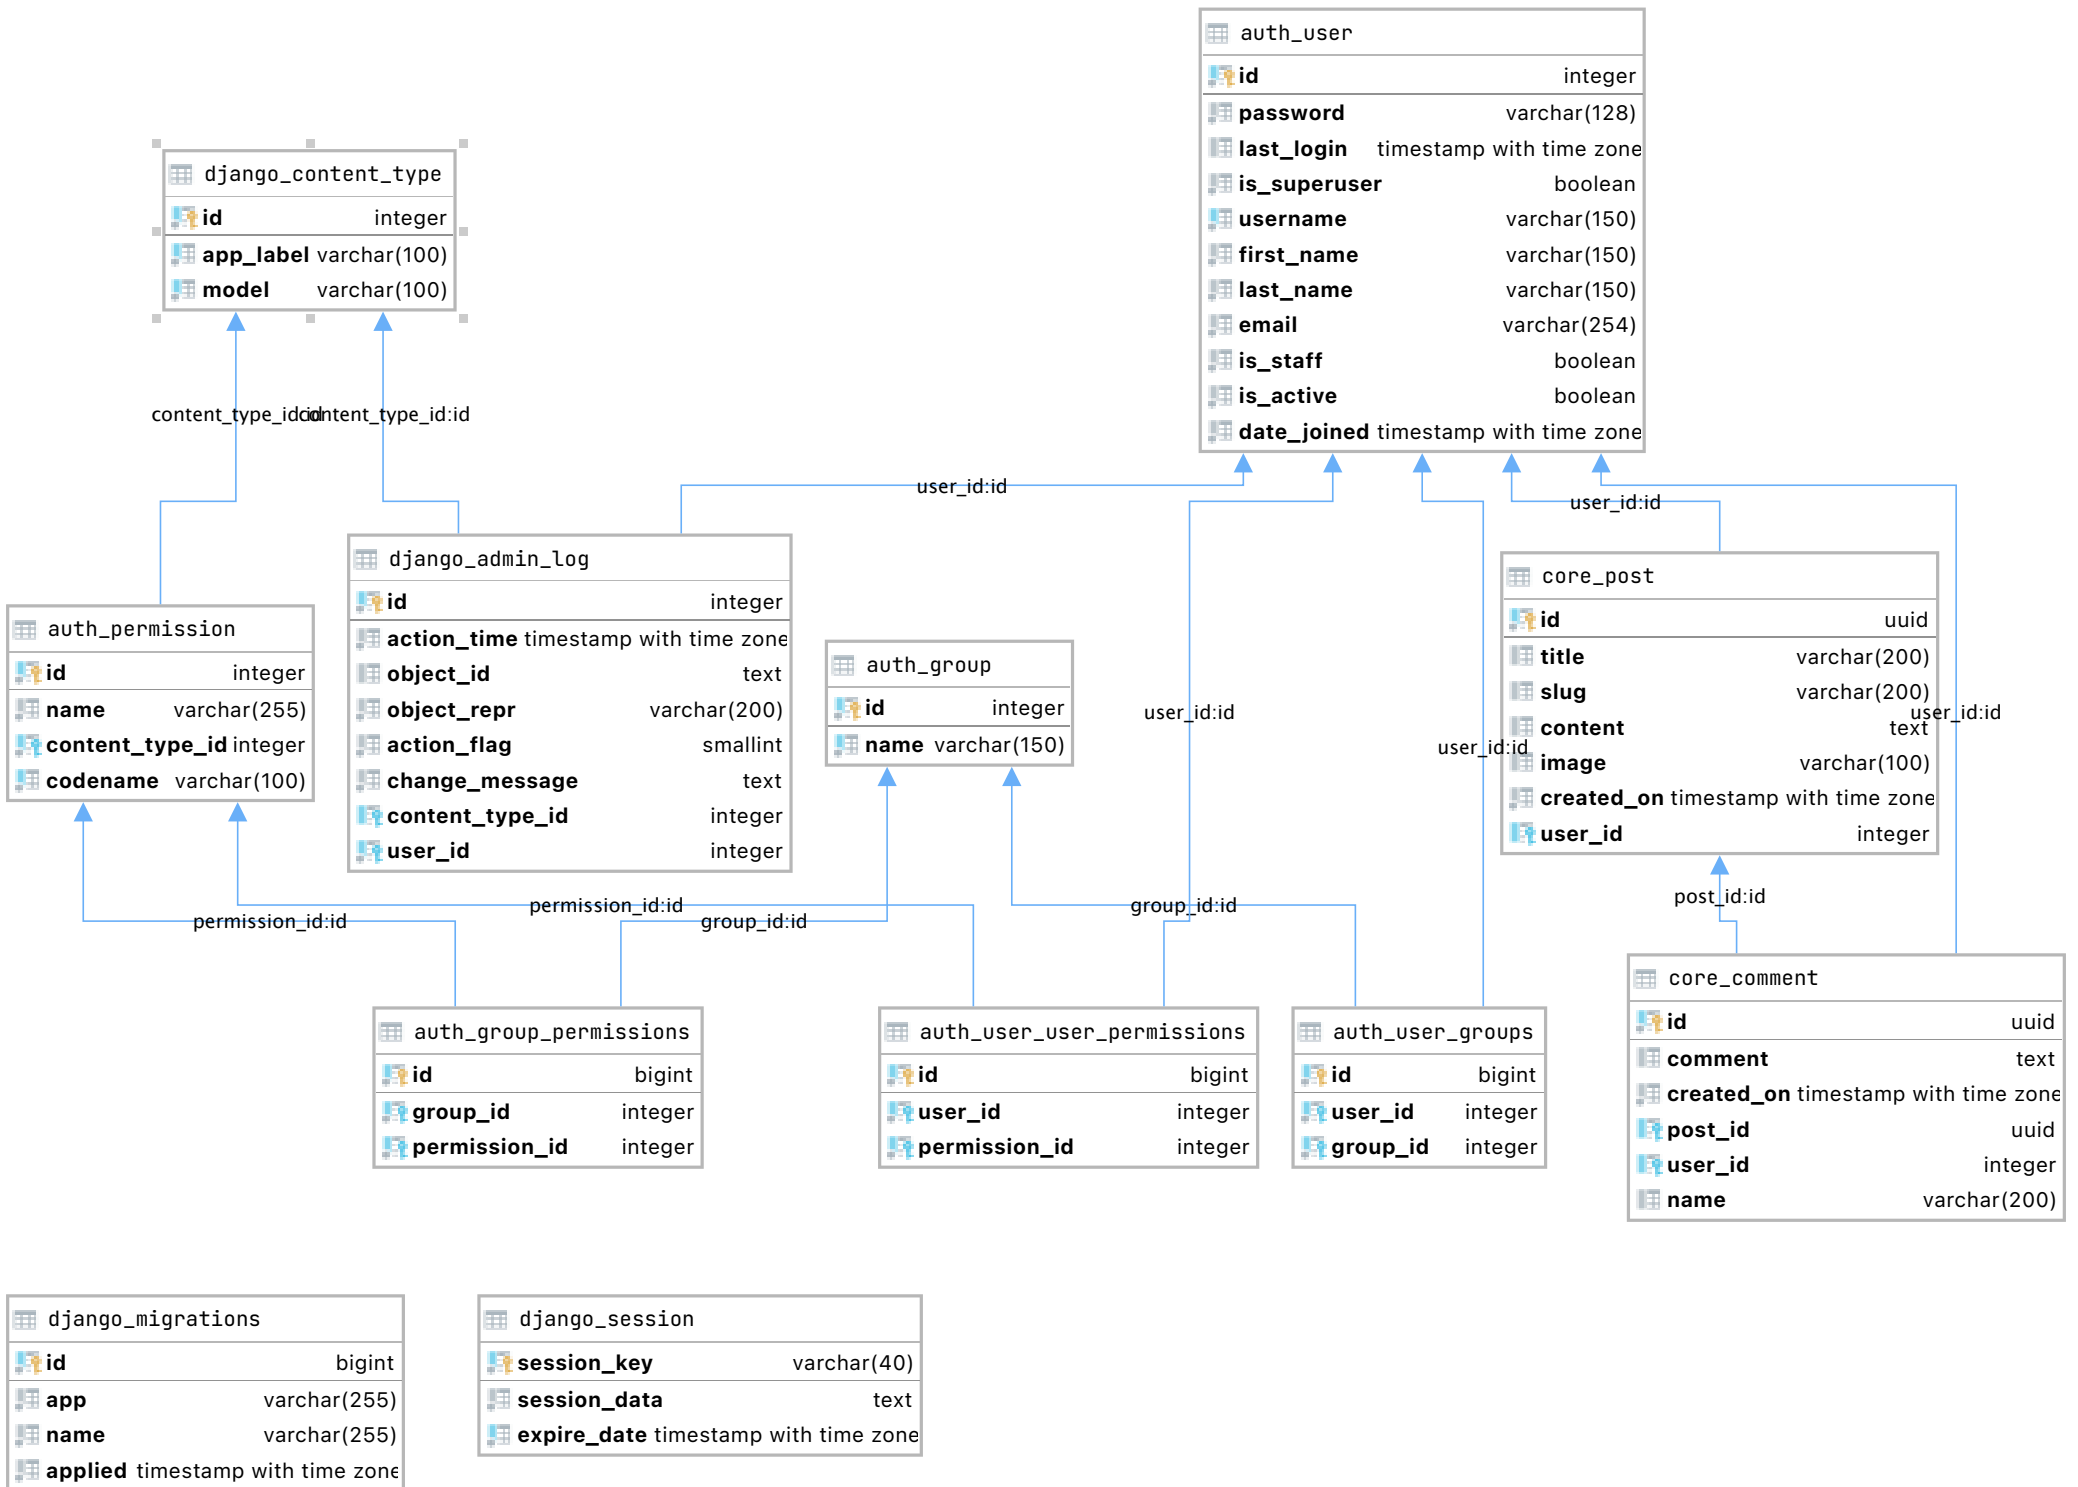 auth_user
id integer
password varchar(128)
last_login timestamp with time zone
is_superuser boolean
username varchar(150)
first_name varchar(150)
last_name varchar(150)
email varchar(254)
is_staff boolean
is_active boolean
date_joined timestamp with time zone
django_content_type
id integer
app_label varchar(100)
model varchar(100)
content_type_id:id
content_type_id:id
user_id:id
user_id:id
django_admin_log
id integer
action_time timestamp with time zone
object_id text
object_repr varchar(200)
action_flag smallint
change_message text
content_type_id integer
user_id integer
core_post
id uuid
title varchar(200)
slug varchar(200)
content text
image varchar(100)
created_on timestamp with time zone
user_id integer
auth_permission
id integer
name varchar(255)
content_type_id integer
codename varchar(100)
auth_group
id integer
name varchar(150)
user_id:id
user_id:id
user_id:id
post_id:id
permission_id:id
permission_id:id
group_id:id
group_id:id
core_comment
id uuid
comment text
created_on timestamp with time zone
post_id uuid
user_id integer
name varchar(200)
auth_group_permissions
id bigint
group_id integer
permission_id integer
auth_user_user_permissions
id bigint
user_id integer
permission_id integer
auth_user_groups
id bigint
user_id integer
group_id integer
django_migrations
id bigint
app varchar(255)
name varchar(255)
applied timestamp with time zone
django_session
session_key varchar(40)
session_data text
expire_date timestamp with time zone